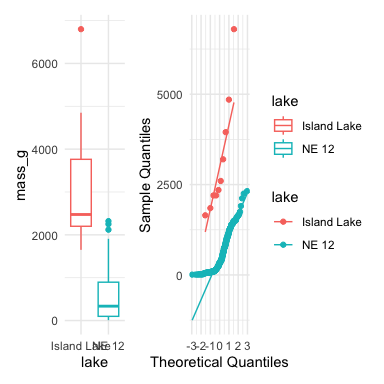 mass_g
6000
4000
2000
0
Island Lake
NE 12
lake
Sample Quantiles
5000
2500
0
-3-2-1 0 1 2 3
Theoretical Quantiles
lake
Island Lake
NE 12
lake
Island Lake
NE 12